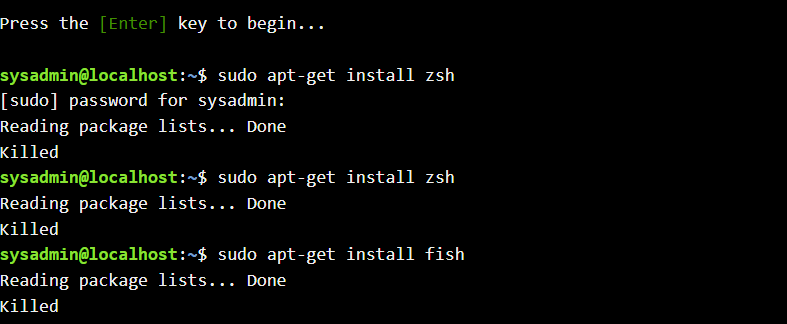 Press the [Enter] key to begin...
sysadmin@localhost:~$ sudo apt-get install zsh
[sudo] password for sysadmin:
Reading package lists... Done
Killed
sysadmin@localhost:~$ sudo apt-get install zsh
Reading package lists... Done
Killed
sysadmin@localhost:~$ sudo apt-get install fish
Reading package lists... Done
Killed